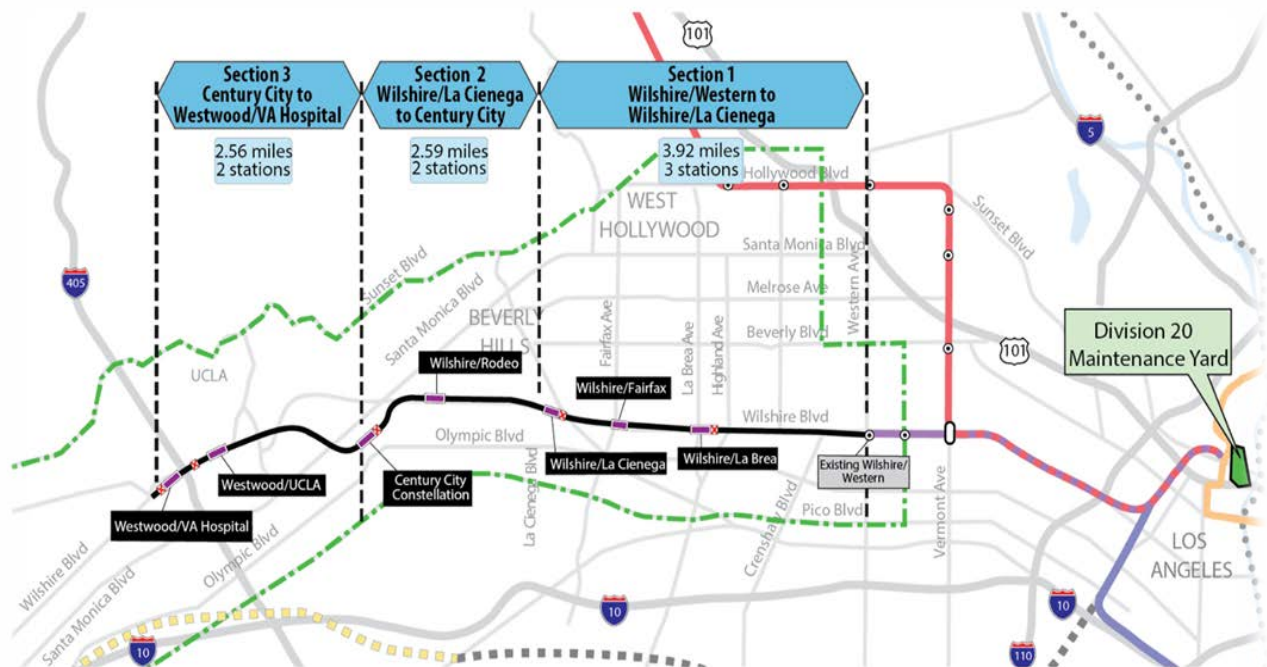 101
Section 3
Century City to
Westwood/VA Hospital
Section 2
Wilshire/La Cienega
to Century City
Section 1
Wilshire/Western to
Wilshire/La Cienega
5
2.56 miles
2 stations
2.59 miles
2 stations
3.92 miles
3 stations
Hollywood Blvd
WEST
HOLLYWOOD
Sunset Blvd
Santa Monica Blvd
Western Ave
Sunset Blvd
405
Melrose Ave
Santa Monica Blvd
BEVERLY
HILLS
Fairfax Ave
La Brea Ave
Highland Ave
Beverly Blvd
101
Division 20
Maintenance Yard
UCLA
Wilshire/Rodeo
Wilshire/Fairfax
Wilshire Blvd
Olympic Blvd
Wilshire/La Cienega
Wilshire/La Brea
Existing Wilshire/
Western
Westwood/UCLA
Century City
Constellation
La Cienega Blvd
Crenshaw Blvd
Pico Blvd
Vermont Ave
Westwood/VA Hospital
LOS
ANGELES
Wilshire Blvd
Santa Monica Blvd
Olympic Blvd
10
10
10
110